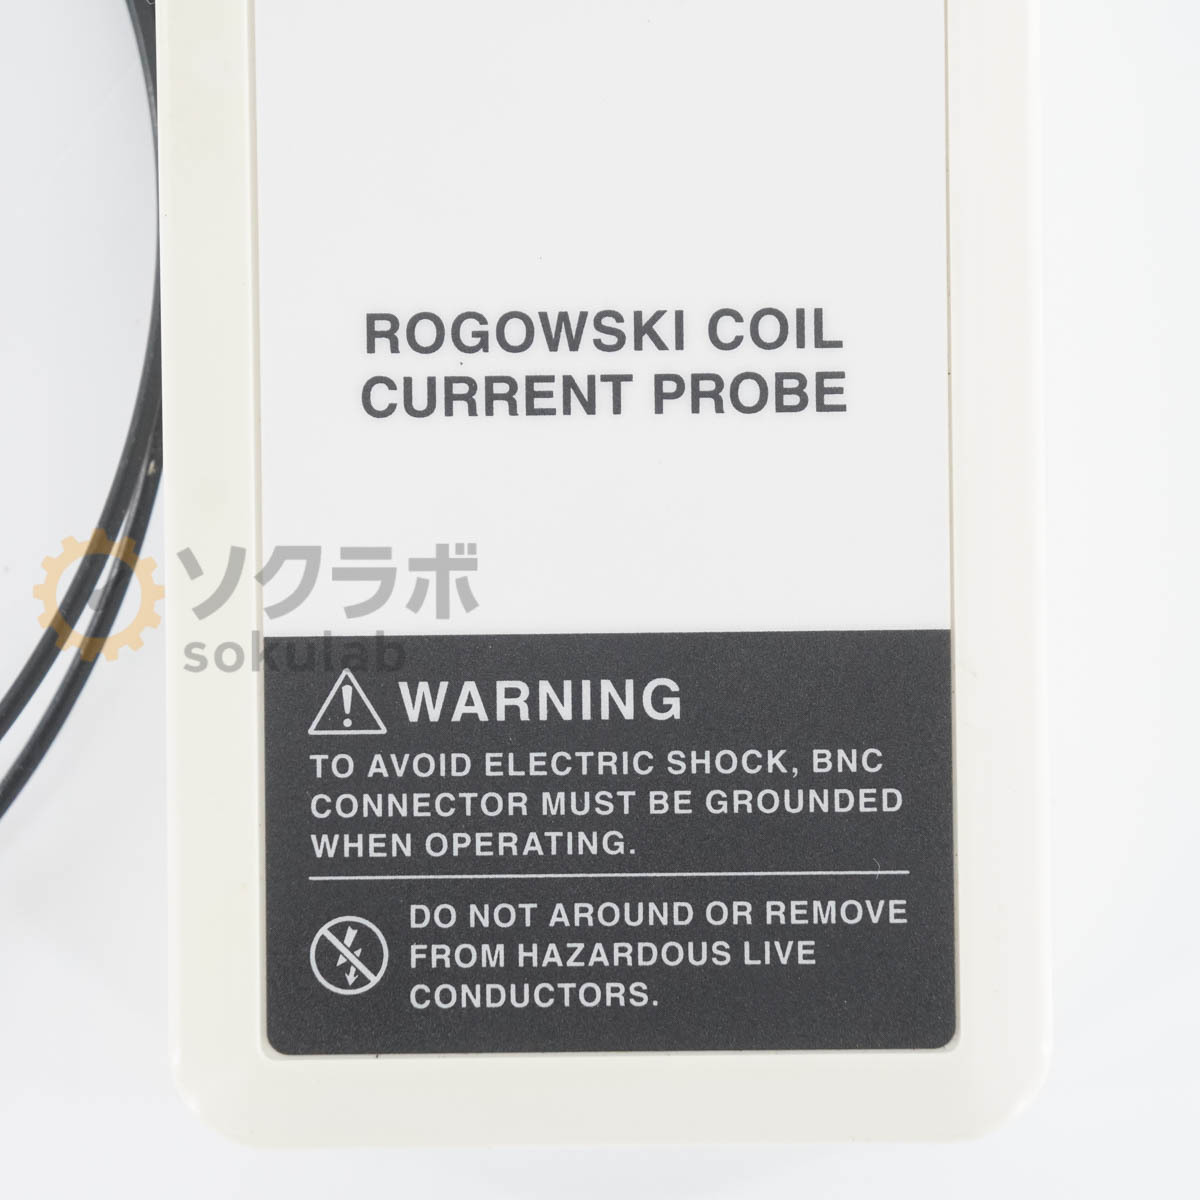 ROGOWSKI COIL
CURRENT PROBE
ソクラボ
sokulab
WARNING
TO AVOID ELECTRIC SHOCK, BNC
CONNECTOR MUST BE GROUNDED
WHEN OPERATING.
DO NOT AROUND OR REMOVE
FROM HAZARDOUS LIVE
CONDUCTORS.